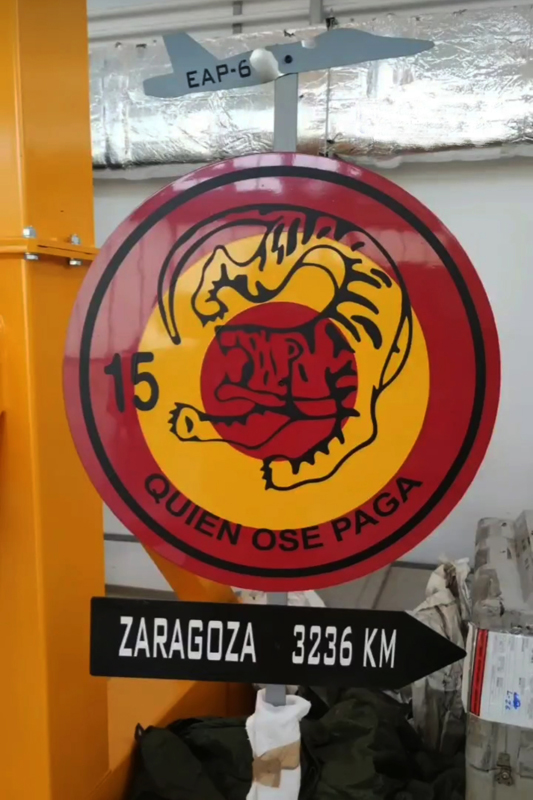 EAP-6
15
QUIEN OSE PAGA
ZARAGOZA 3236 KM